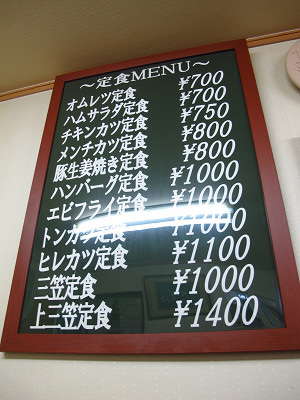 ～定食MENU～
オムレツ定食 ¥700
ハムサラダ定食 ¥700
チキンカツ定食 ¥750
メンチカツ定食 ¥800
豚生姜焼き定食 ¥800
ハンバーグ定食 ¥1000
エビフライ定食 ¥1000
トンカツ定食 ¥1000
ヒレカツ定食 ¥1100
三笠定食 ¥1000
上三笠定食 ¥1400